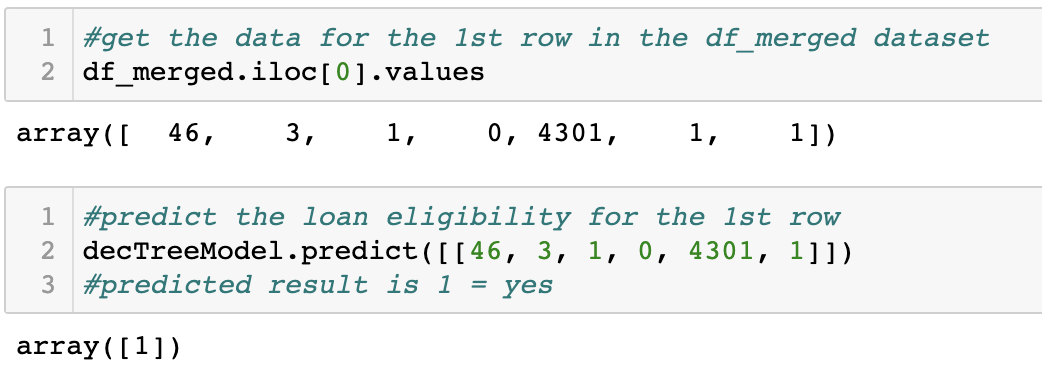 1 #get the data for the 1st row in the df_merged dataset
2 df_merged.iloc[0].values
array([  46,    3,    1,    0, 4301,    1,    1])
1 #predict the loan eligibility for the 1st row
2 decTreeModel.predict([[46, 3, 1, 0, 4301, 1]])
3 #predicted result is 1 = yes
array([1])